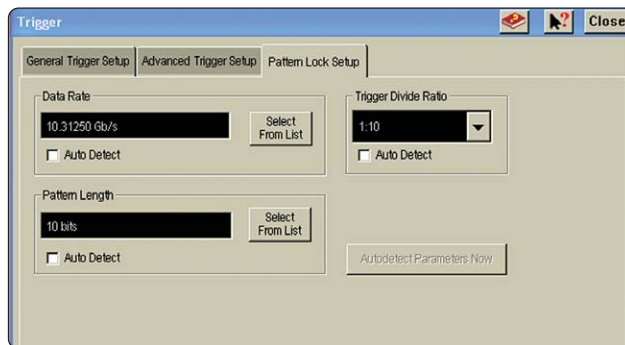 Trigger
Close
General Trigger Setup
Advanced Trigger Setup
Pattern Lock Setup
Data Rate
10.31250 Gb/s
Select
From List
Auto Detect
Trigger Divide Ratio
1:10
Auto Detect
Pattern Length
10 bits
Select
From List
Auto Detect
Autodetect Parameters Now